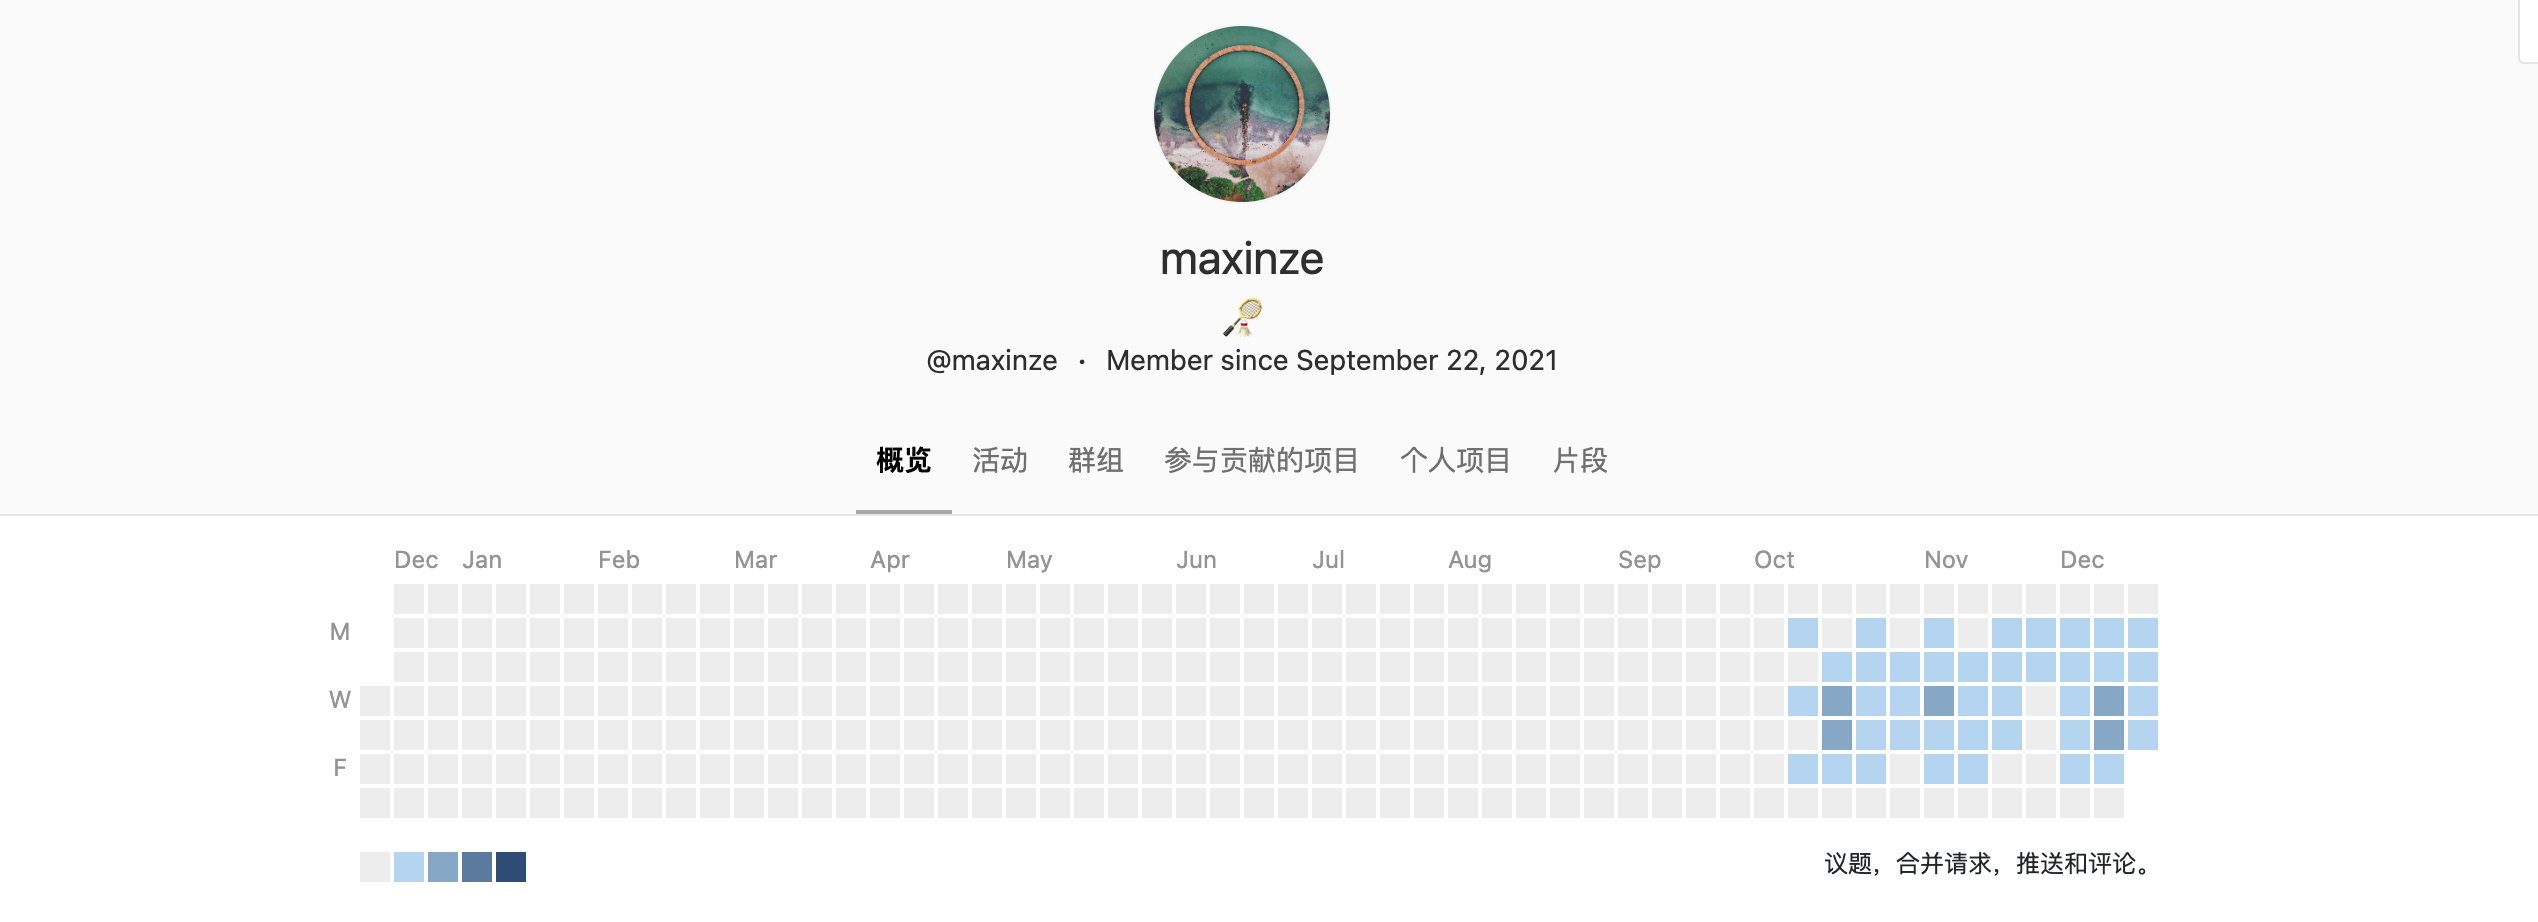 maxinze
@maxinze · Member since September 22, 2021
概览 活动 群组 参与贡献的项目 个人项目 片段
Dec Jan Feb Mar Apr May Jun Jul Aug Sep Oct Nov Dec
M
W
F
议题，合并请求，推送和评论。